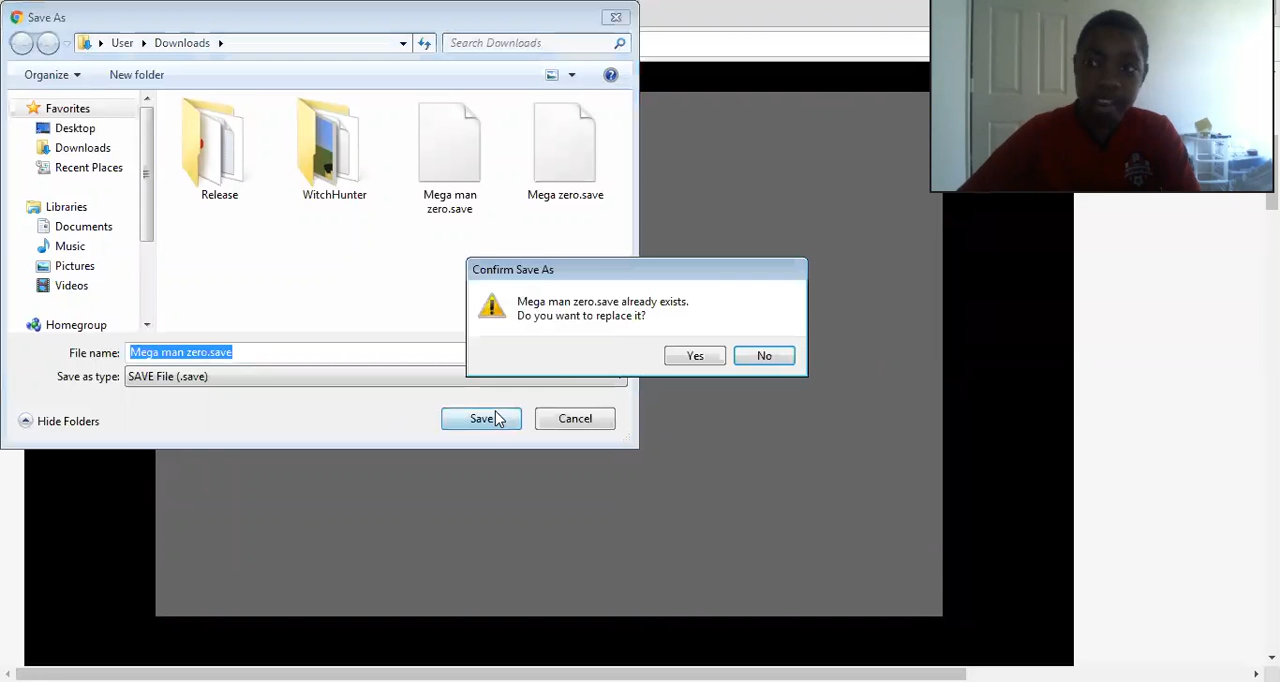 Save As
User
Downloads
Search Downloads
Organize
New folder
Favorites
Desktop
Downloads
Recent Places
Libraries
Documents
Music
Pictures
Videos
Homegroup
Release
WitchHunter
Mega man
zero.save
Mega zero.save
Confirm Save As
Mega man zero.save already exists.
Do you want to replace it?
Yes
No
File name:
Mega man zero.save
Save as type:
SAVE File (.save)
Hide Folders
Save
Cancel